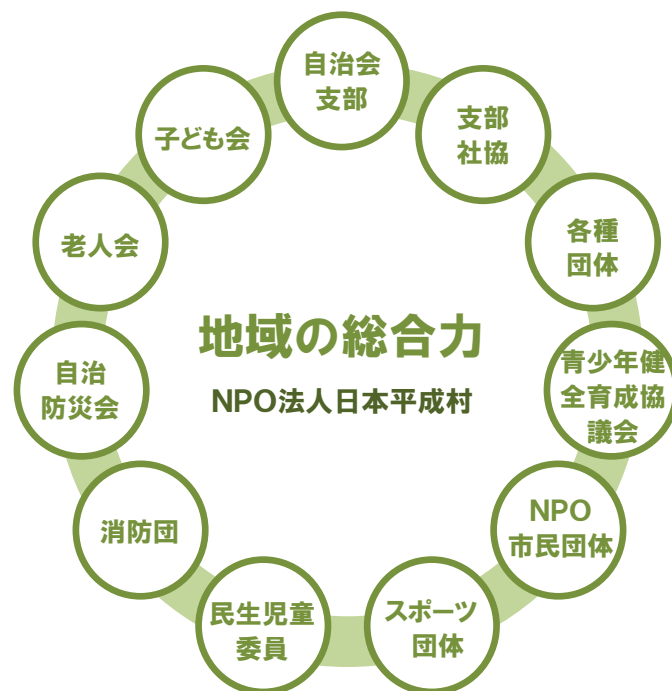 自治会
支部
支部
社協
各種
団体
青少年健
全育成協
議会
NPO
市民団体
スポーツ
団体
民生児童
委員
消防団
自治
防災会
老人会
子ども会
地域の総合力
NPO法人日本平成村